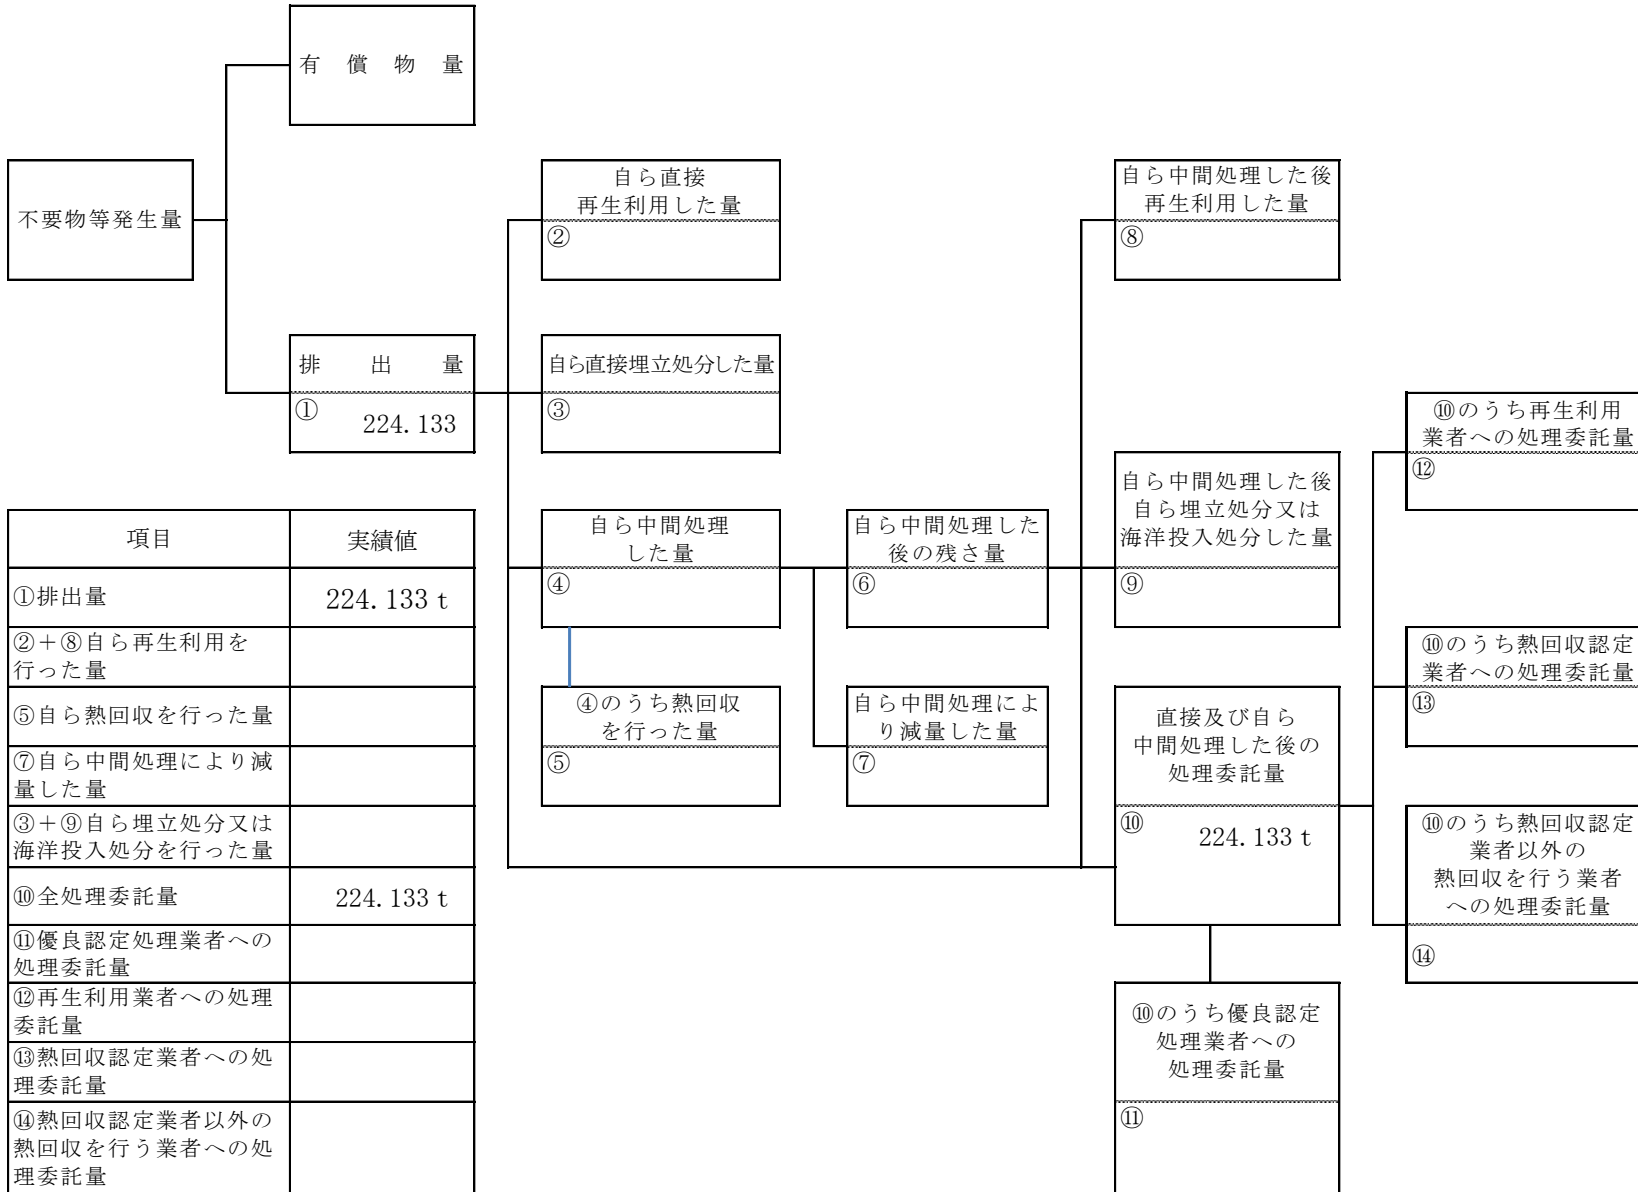 有償物量
不要物等発生量
排出量
①
224.133
自ら直接
再生利用した量
②
自ら直接埋立処分した量
③
自ら中間処理
した量
④
④のうち熱回収
を行った量
⑤
自ら中間処理した
後の残さ量
⑥
自ら中間処理によ
り減量した量
⑦
自ら中間処理した後
再生利用した量
⑧
自ら中間処理した後
自ら埋立処分又は
海洋投入処分した量
⑨
直接及び自ら
中間処理した後の
処理委託量
⑩
224.133 t
⑩のうち優良認定
処理業者への
処理委託量
⑪
⑩のうち再生利用
業者への処理委託量
⑫
⑩のうち熱回収認定
業者への処理委託量
⑬
⑩のうち熱回収認定
業者以外の
熱回収を行う業者
への処理委託量
⑭
項目 実績値
①排出量 224.133 t
②＋⑧自ら再生利用を
行った量
⑤自ら熱回収を行った量
⑦自ら中間処理により減
量した量
③＋⑨自ら埋立処分又は
海洋投入処分を行った量
⑩全処理委託量 224.133 t
⑪優良認定処理業者への
処理委託量
⑫再生利用業者への処理
委託量
⑬熱回収認定業者への処
理委託量
⑭熱回収認定業者以外の
熱回収を行う業者への処
理委託量